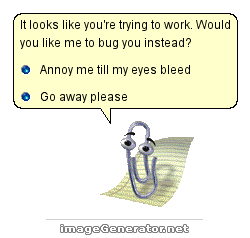 It looks like you're trying to work. Would
you like me to bug you instead?
Annoy me till my eyes bleed
Go away please
imageGenerator.net